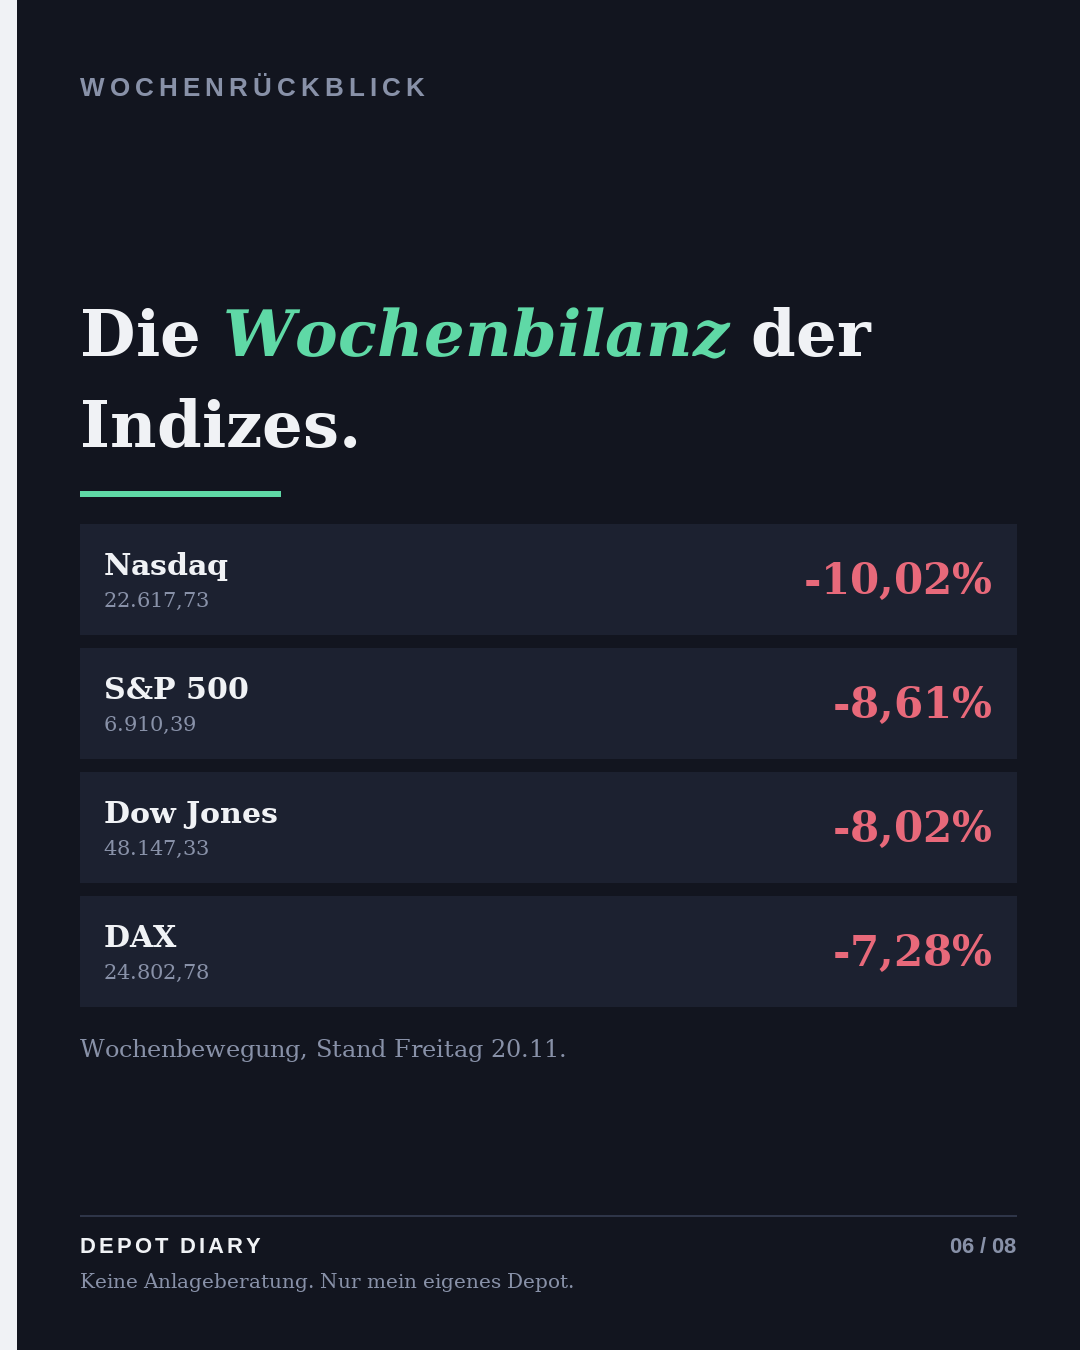 WOCHENRÜCKBLICK
Die Wochenbilanz der
Indizes.
Nasdaq
22.617,73
-10,02%
S&P 500
6.910,39
-8,61%
Dow Jones
48.147,33
-8,02%
DAX
24.802,78
-7,28%
Wochenbewegung, Stand Freitag 20.11.
DEPOT DIARY
06 / 08
Keine Anlageberatung. Nur mein eigenes Depot.